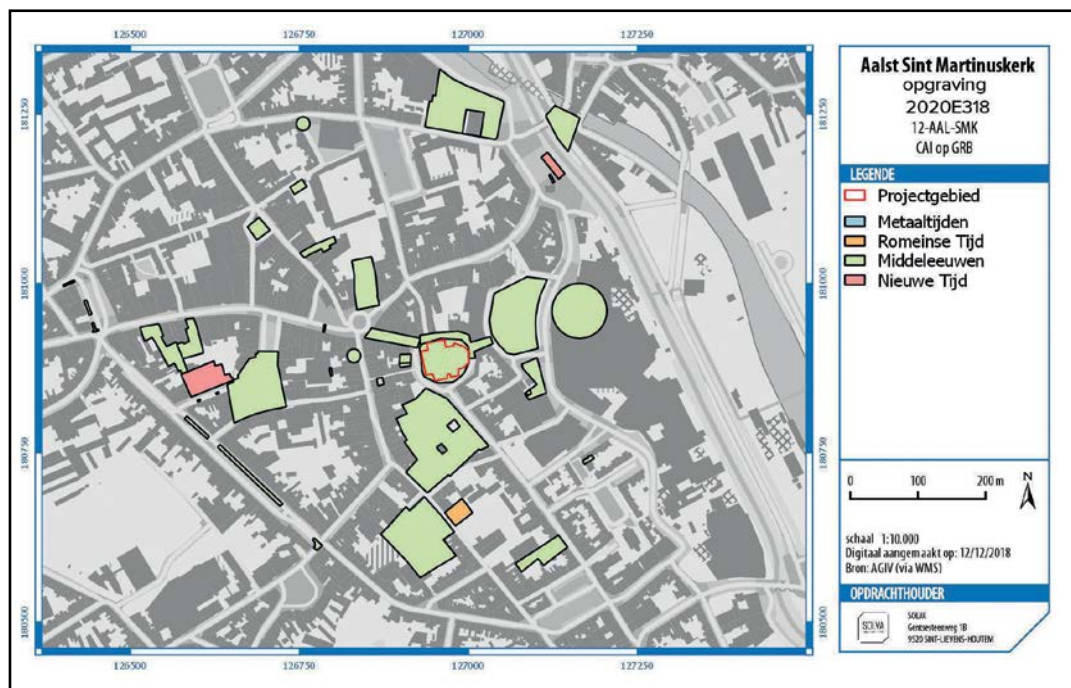 126500 126750 127000 127250
181250 181250
181000 181000
180750 180750
180500 180500
126500 126750 127000 127250
Aalst Sint Martinuskerk
opgraving
2020E318
12-AAL-SMK
CAI op GRB
LEGENDE
Projectgebied
Metaaltijden
Romeinse Tijd
Middeleeuwen
Nieuwe Tijd
0 100 200 m
N
schaal 1:10.000
Digitaal aangemaakt op: 12/12/2018
Bron: AGIV (via WMS)
OPDRACHTHOUDER
SOLVA
SOLVA
Gentsesteenweg 1B
9520 SINT-LIEVENS-HOUTEM